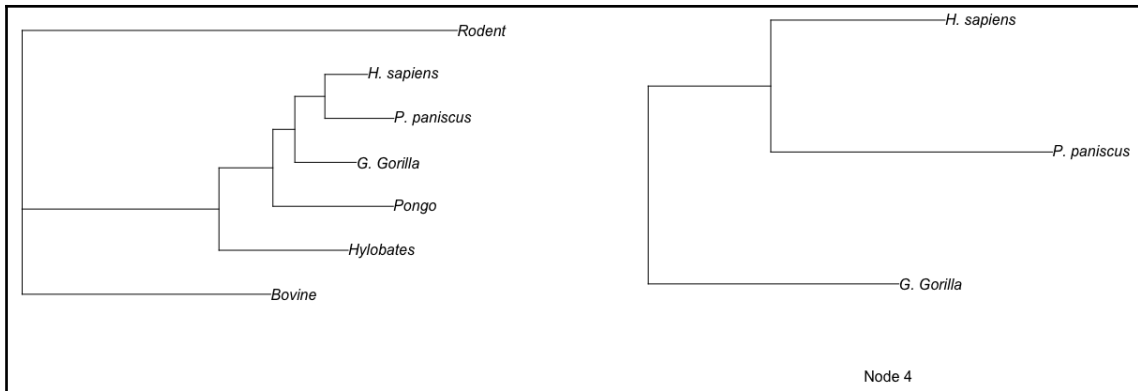 Rodent
H. sapiens
P. paniscus
G. Gorilla
Pongo
Hylobates
Bovine
H. sapiens
P. paniscus
G. Gorilla
Node 4